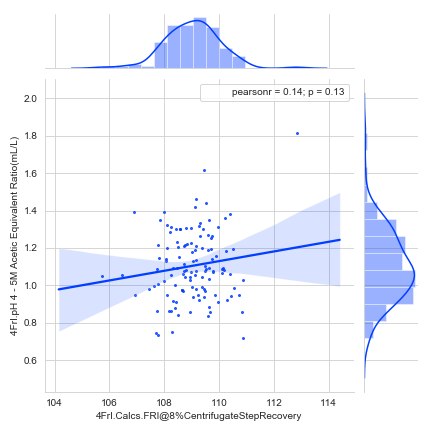 pearsonr = 0.14; p = 0.13
2.0
1.8
1.6
1.4
1.2
1.0
0.8
0.6
4FrI.pH 4 - 5M Acetic Equivalent Ratio(mL/L)
104 106 108 110 112 114
4FrI.Calcs.FRI@8%CentrifugateStepRecovery